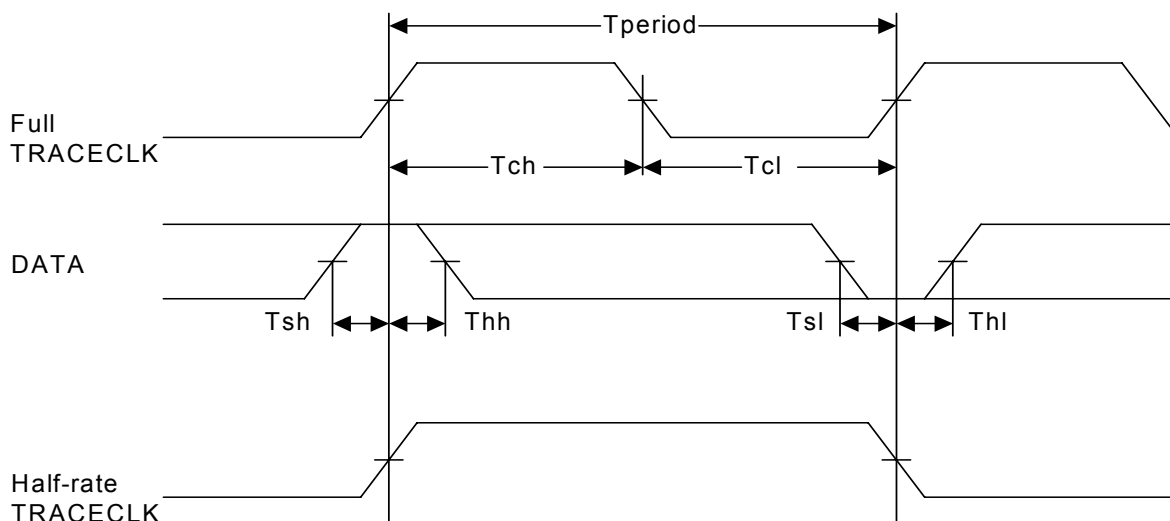 Tperiod
Full
TRACECLK
Tch
Tcl
DATA
Tsh
Thh
Tsl
Thl
Half-rate
TRACECLK